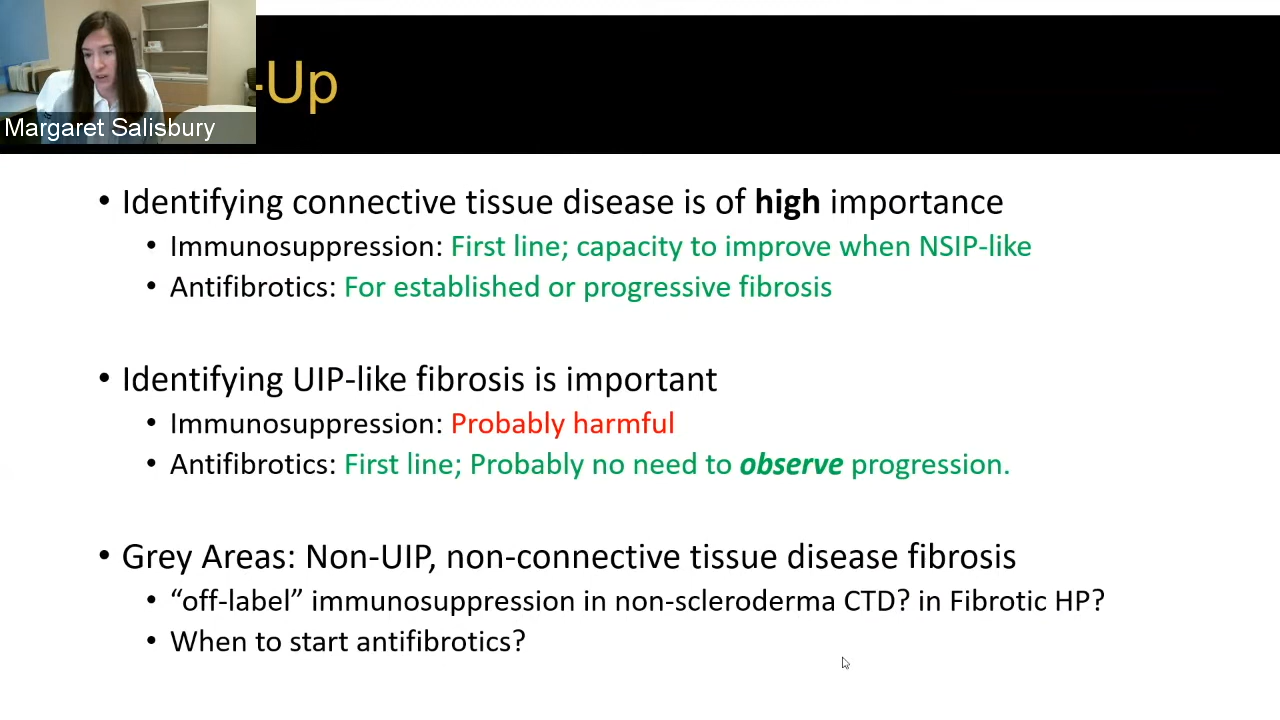 -Up
Margaret Salisbury
• Identifying connective tissue disease is of high importance
• Immunosuppression: First line; capacity to improve when NSIP-like
• Antifibrotics: For established or progressive fibrosis
• Identifying UIP-like fibrosis is important
• Immunosuppression: Probably harmful
• Antifibrotics: First line; Probably no need to observe progression.
• Grey Areas: Non-UIP, non-connective tissue disease fibrosis
• “off-label” immunosuppression in non-scleroderma CTD? in Fibrotic HP?
• When to start antifibrotics?